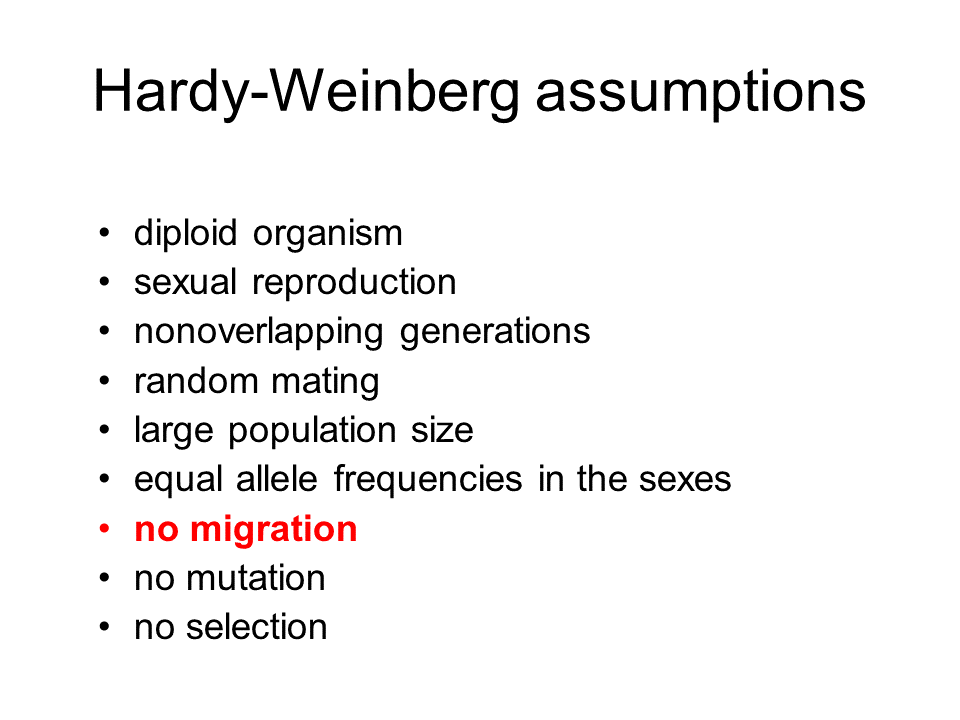 Hardy-Weinberg assumptions
• diploid organism
• sexual reproduction
• nonoverlapping generations
• random mating
• large population size
• equal allele frequencies in the sexes
• no migration
• no mutation
• no selection